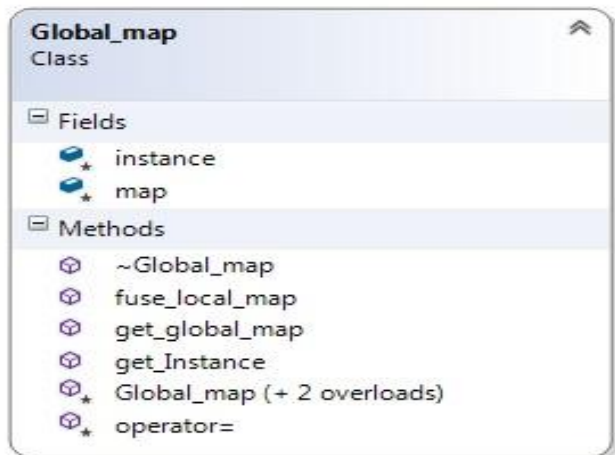 Global_map
Class
Fields
instance
map
Methods
~Global_map
fuse_local_map
get_global_map
get_Instance
Global_map (+ 2 overloads)
operator=